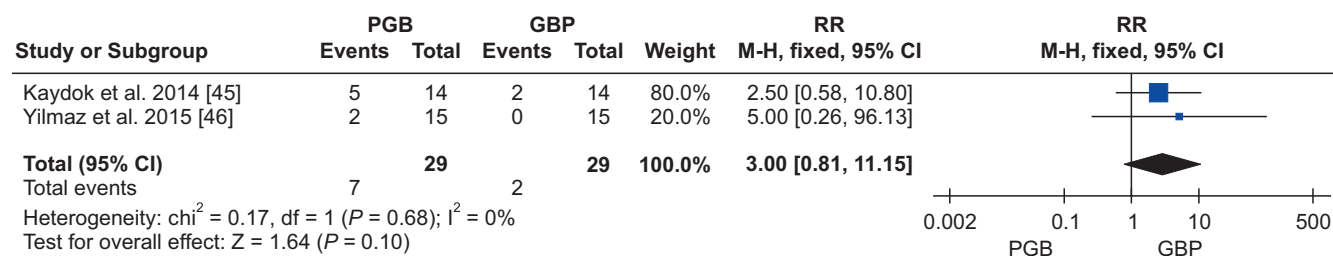 PGB GBP RR RR
Study or Subgroup Events Total Events Total Weight M-H, fixed, 95% CI M-H, fixed, 95% CI
Kaydok et al. 2014 [45] 5 14 2 14 80.0% 2.50 [0.58, 10.80]
Yilmaz et al. 2015 [46] 2 15 0 15 20.0% 5.00 [0.26, 96.13]
Total (95% CI) 29 29 100.0% 3.00 [0.81, 11.15]
Total events 7 2
Heterogeneity: chi² = 0.17, df = 1 (P = 0.68); I² = 0%
Test for overall effect: Z = 1.64 (P = 0.10)
0.002 0.1 1 10 500
PGB GBP